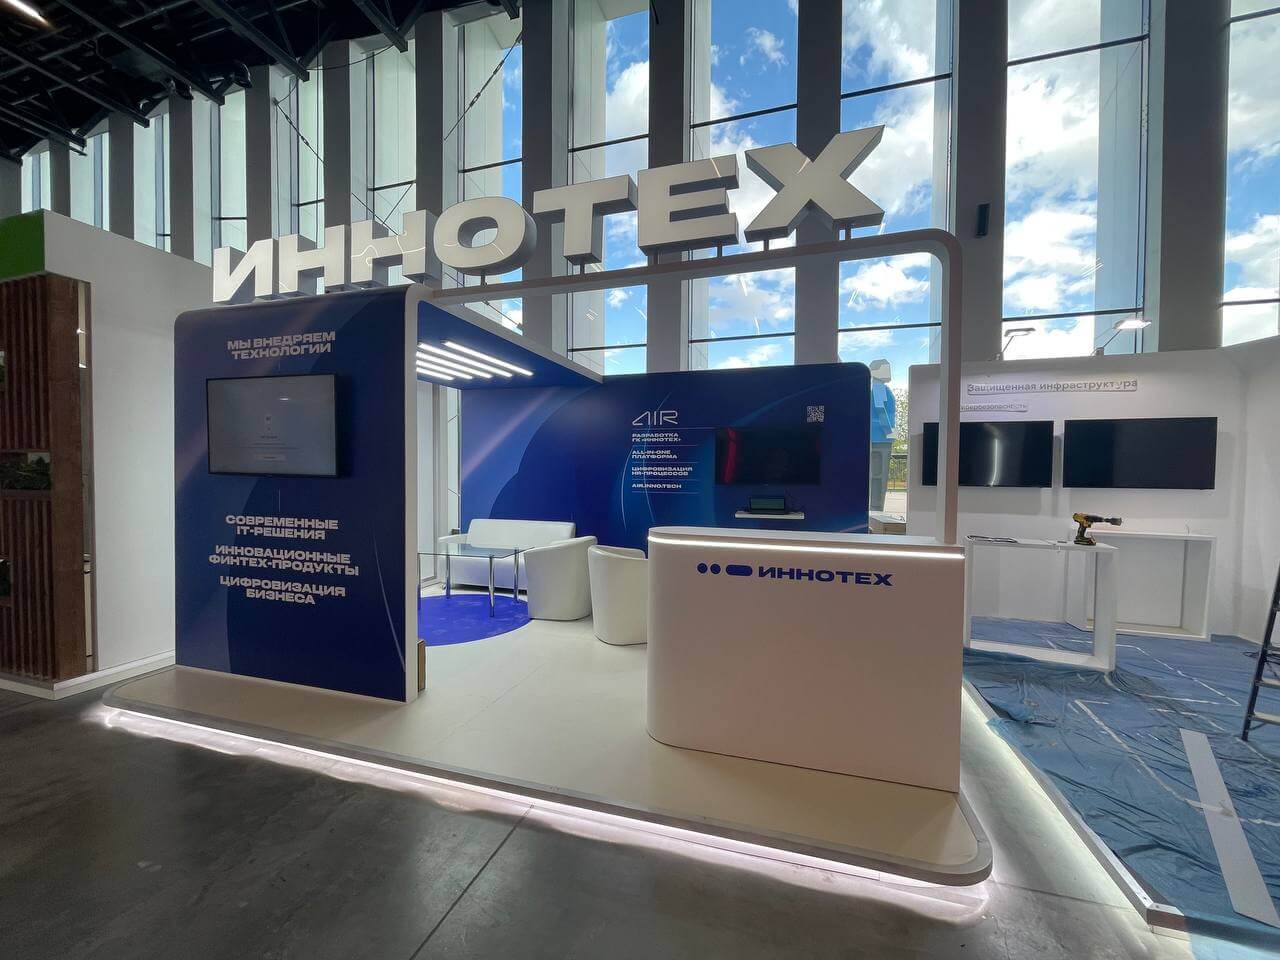 ИННОТЕХ
МЫ ВНЕДРЯЕМ
ТЕХНОЛОГИИ
СОВРЕМЕННЫЕ
IT-РЕШЕНИЯ
ИННОВАЦИОННЫЕ
ФИНТЕХ-ПРОДУКТЫ
ЦИФРОВИЗАЦИЯ
БИЗНЕСА
AIR
РАЗРАБОТКА
ГК «ИННОТЕХ»
ALL-IN-ONE
ПЛАТФОРМА
ЦИФРОВИЗАЦИЯ
HR-ПРОЦЕССОВ
AIR.INNO.TECH
ИННОТЕХ
Защищенная инфраструктура